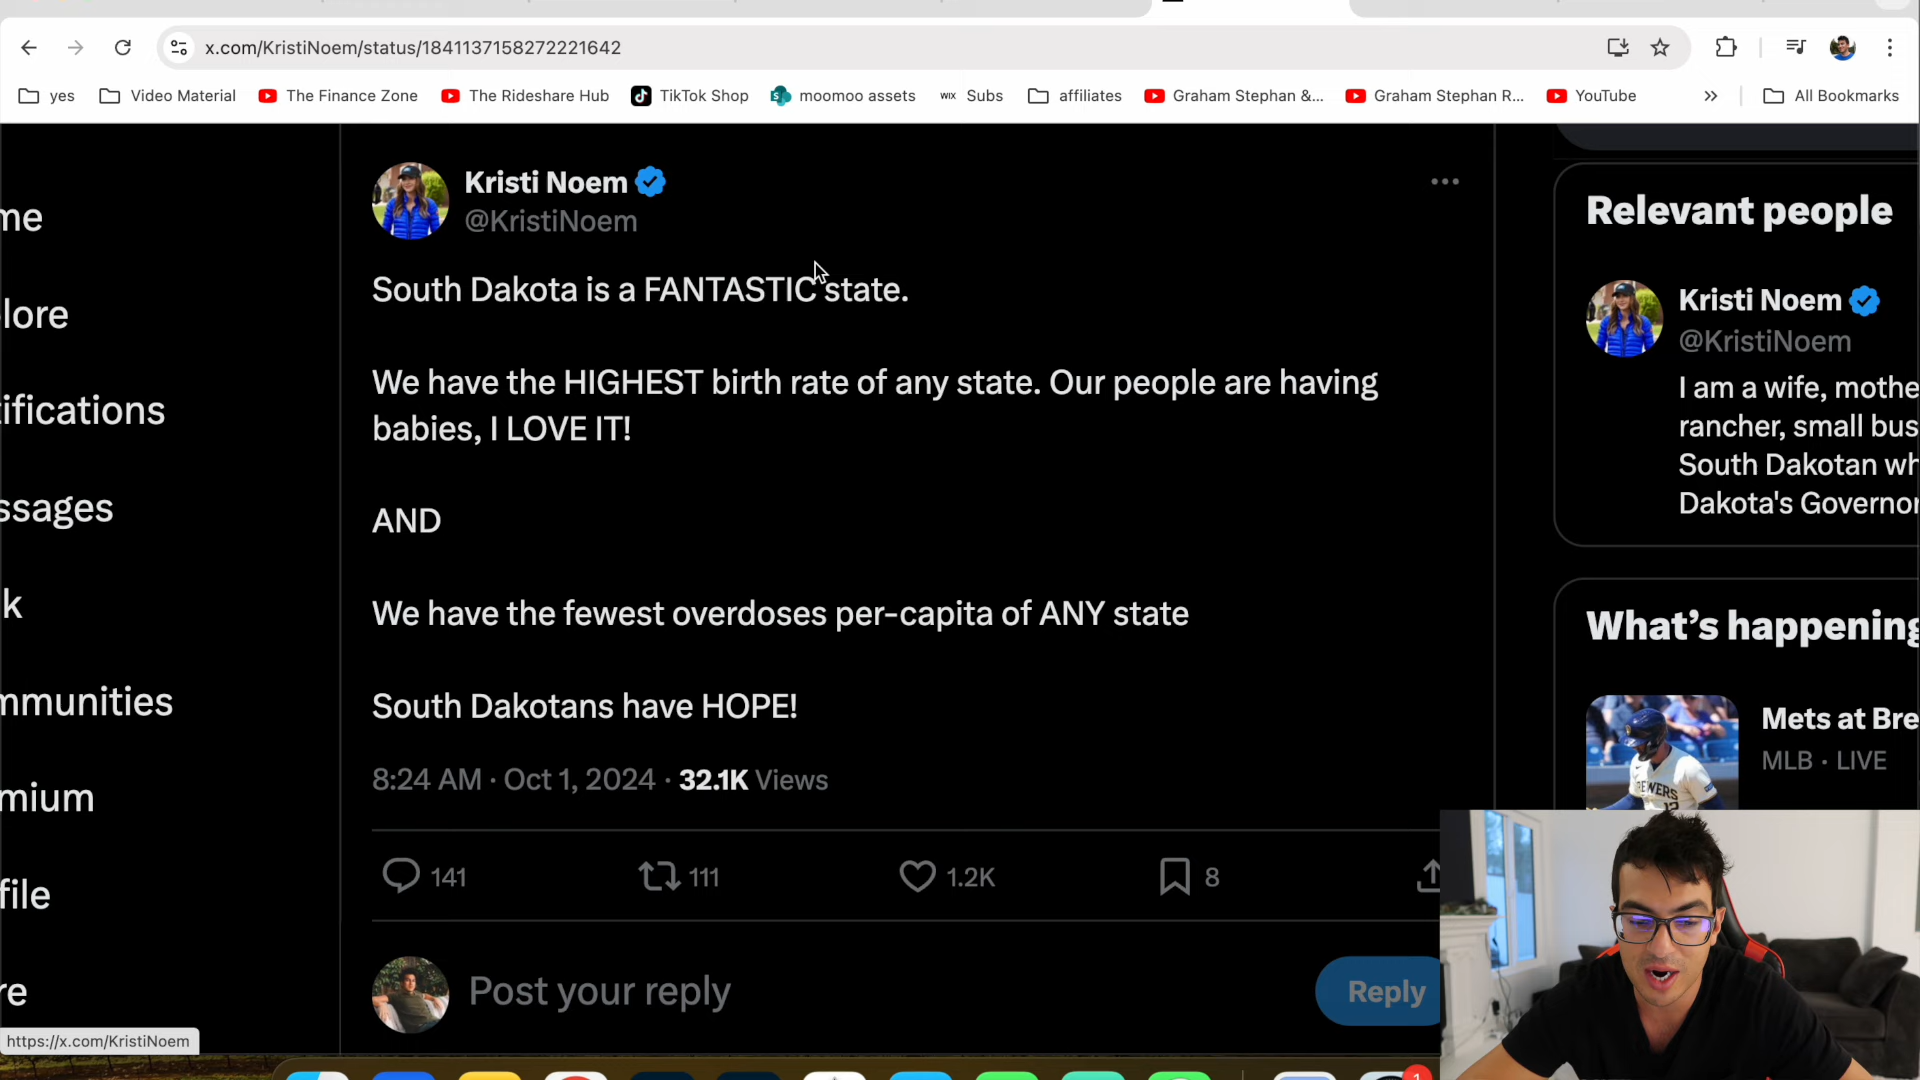 x.com/KristiNoem/status/1841137158272221642
yes
Video Material
The Finance Zone
The Rideshare Hub
TikTok Shop
moomoo assets
WIX Subs
affiliates
Graham Stephan &...
Graham Stephan R...
YouTube
All Bookmarks
Kristi Noem
@KristiNoem
South Dakota is a FANTASTIC state.
We have the HIGHEST birth rate of any state. Our people are having
babies, I LOVE IT!
AND
We have the fewest overdoses per-capita of ANY state
South Dakotans have HOPE!
8:24 AM · Oct 1, 2024 · 32.1K Views
141
111
1.2K
8
Post your reply
Reply
me
lore
ifications
ssages
k
mmunities
mium
file
re
https://x.com/KristiNoem
Relevant people
Kristi Noem
@KristiNoem
I am a wife, mothe
rancher, small bus
South Dakotan wh
Dakota's Governor
What's happening
Mets at Bre
MLB · LIVE
BREWERS
12
1